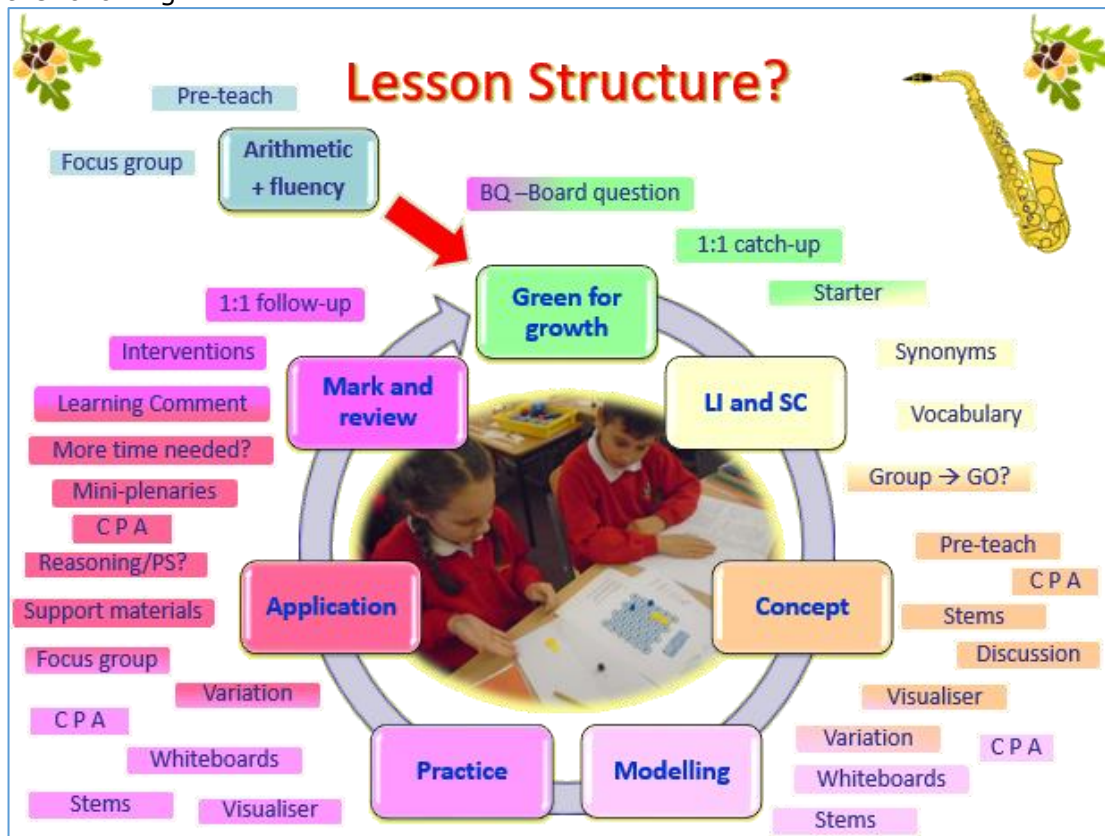 Lesson Structure?
Pre-teach
Focus group
Arithmetic
+ fluency
BQ –Board question
1:1 catch-up
Starter
Green for
growth
1:1 follow-up
Interventions
Learning Comment
More time needed?
Mini-plenaries
C P A
Reasoning/PS?
Support materials
Focus group
Variation
C P A
Whiteboards
Stems
Visualiser
Mark and
review
LI and SC
Synonyms
Vocabulary
Group → GO?
Application
Concept
Pre-teach
C P A
Stems
Discussion
Visualiser
Variation
C P A
Whiteboards
Stems
Practice
Modelling